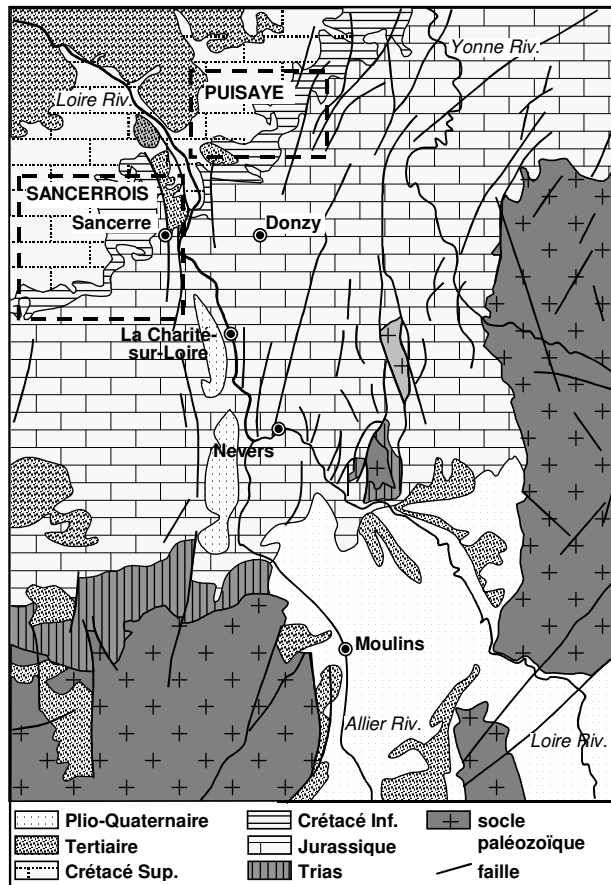 Yonne Riv.
Loire Riv.
PUISAYE
SANCERROIS
Sancerre
Donzy
La Charité-
sur-Loire
Nevers
Moulins
Allier Riv.
Loire Riv.
Plio-Quaternaire
Tertiaire
Crétacé Sup.
Crétacé Inf.
Jurassique
Trias
socle
paléozoïque
faille